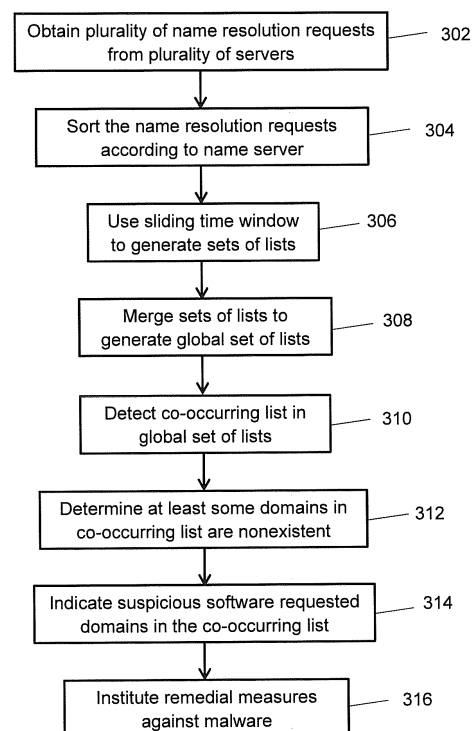 Obtain plurality of name resolution requests
from plurality of servers
302
Sort the name resolution requests
according to name server
304
Use sliding time window
to generate sets of lists
306
Merge sets of lists to
generate global set of lists
308
Detect co-occurring list in
global set of lists
310
Determine at least some domains in
co-occurring list are nonexistent
312
Indicate suspicious software requested
domains in the co-occurring list
314
Institute remedial measures
against malware
316